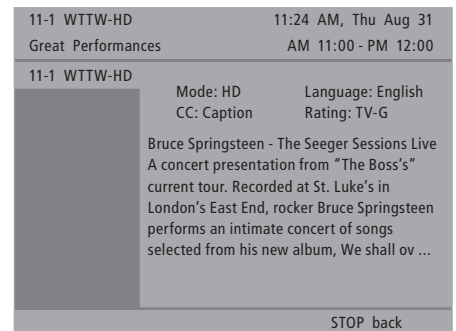 11-1 WTTW-HD 11:24 AM, Thu Aug 31
Great Performances AM 11:00 - PM 12:00
11-1 WTTW-HD
Mode: HD Language: English
CC: Caption Rating: TV-G
Bruce Springsteen - The Seeger Sessions Live
A concert presentation from "The Boss's"
current tour. Recorded at St. Luke's in
London's East End, rocker Bruce Springsteen
performs an intimate concert of songs
selected from his new album, We shall ov ...
STOP back